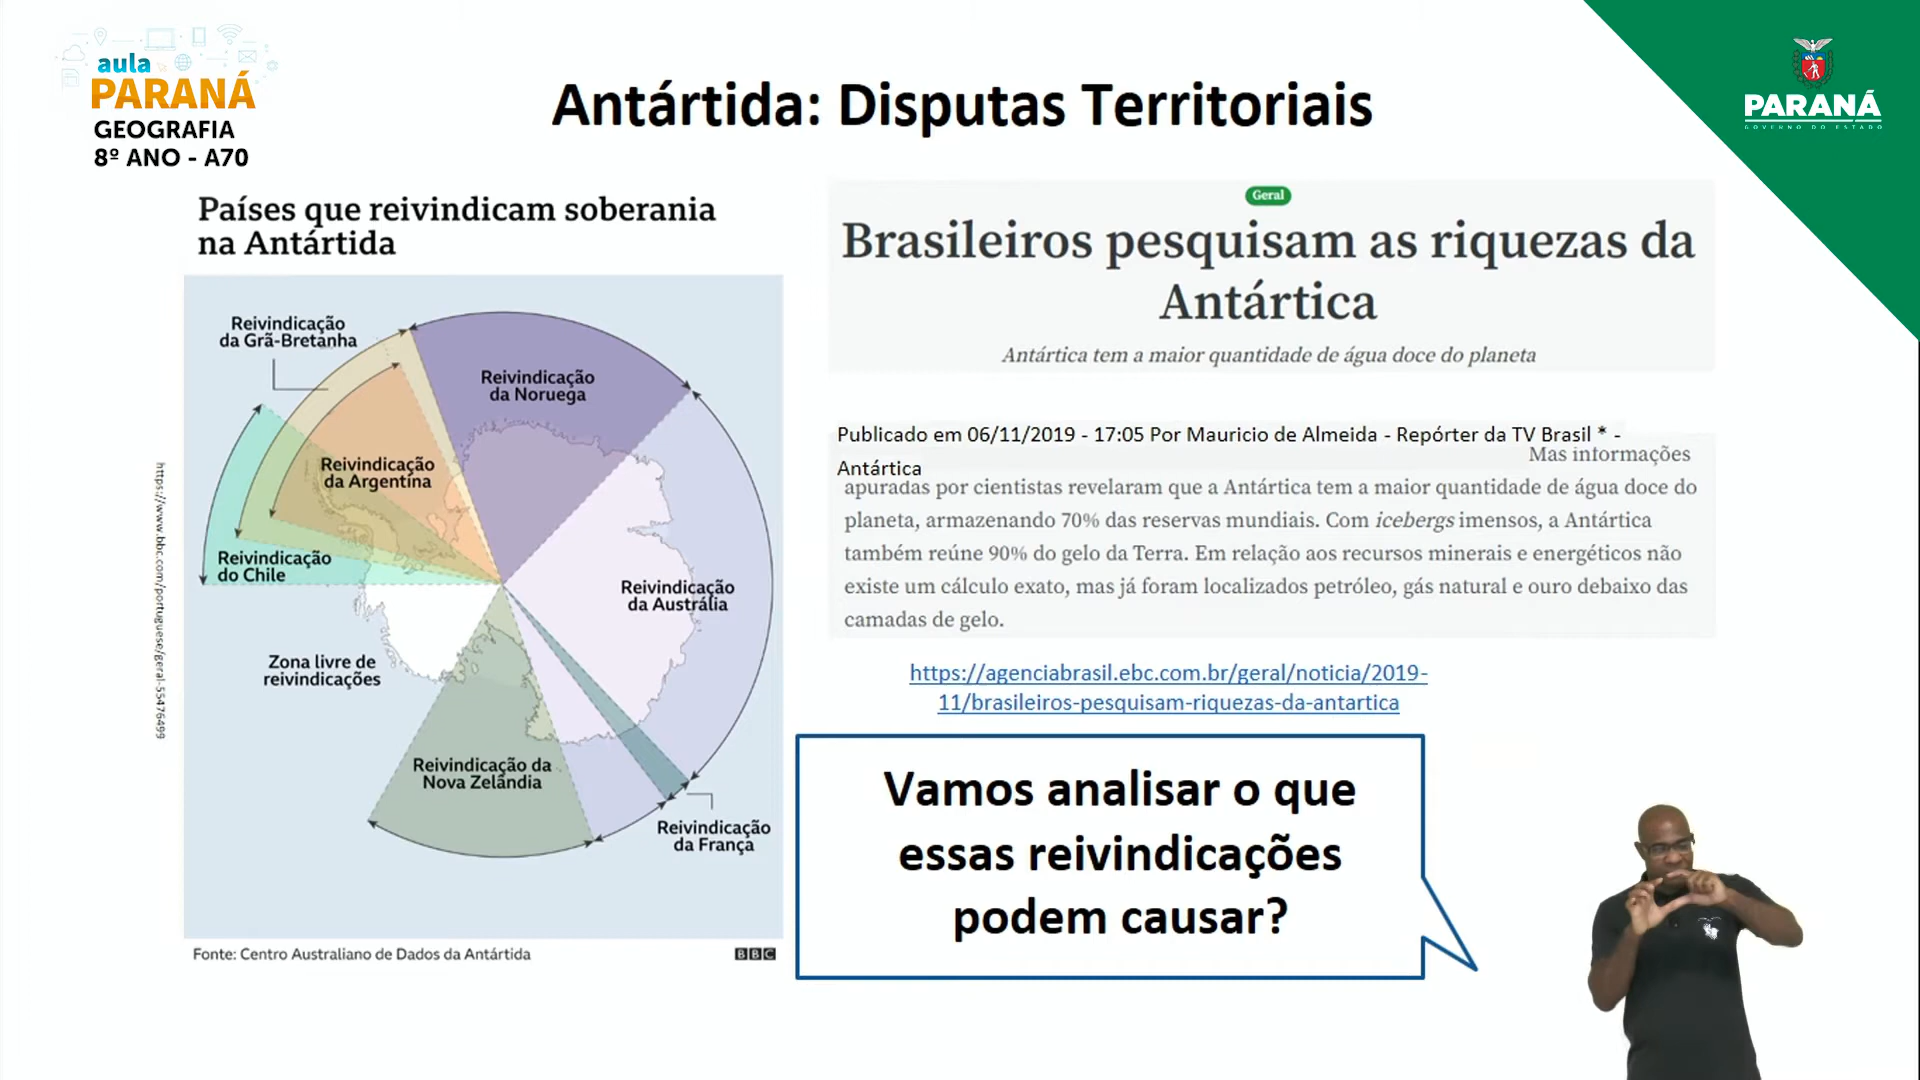 aula
PARANÁ
GEOGRAFIA
8º ANO - A70
Antártida: Disputas Territoriais
PARANÁ
GOVERNO DO ESTADO
Países que reivindicam soberania
na Antártida
Reivindicação
da Grã-Bretanha
Reivindicação
da Noruega
Reivindicação
da Argentina
Reivindicação
do Chile
Reivindicação
da Austrália
Zona livre de
reivindicações
Reivindicação da
Nova Zelândia
Reivindicação
da França
Fonte: Centro Australiano de Dados da Antártida
BBC
https://www.bbc.com/portuguese/geral-55476499
Geral
Brasileiros pesquisam as riquezas da
Antártica
Antártica tem a maior quantidade de água doce do planeta
Publicado em 06/11/2019 - 17:05 Por Mauricio de Almeida - Repórter da TV Brasil * -
Antártica
Mas informações
apuradas por cientistas revelaram que a Antártica tem a maior quantidade de água doce do
planeta, armazenando 70% das reservas mundiais. Com icebergs imensos, a Antártica
também reúne 90% do gelo da Terra. Em relação aos recursos minerais e energéticos não
existe um cálculo exato, mas já foram localizados petróleo, gás natural e ouro debaixo das
camadas de gelo.
https://agenciabrasil.ebc.com.br/geral/noticia/2019-
11/brasileiros-pesquisam-riquezas-da-antartica
Vamos analisar o que
essas reivindicações
podem causar?